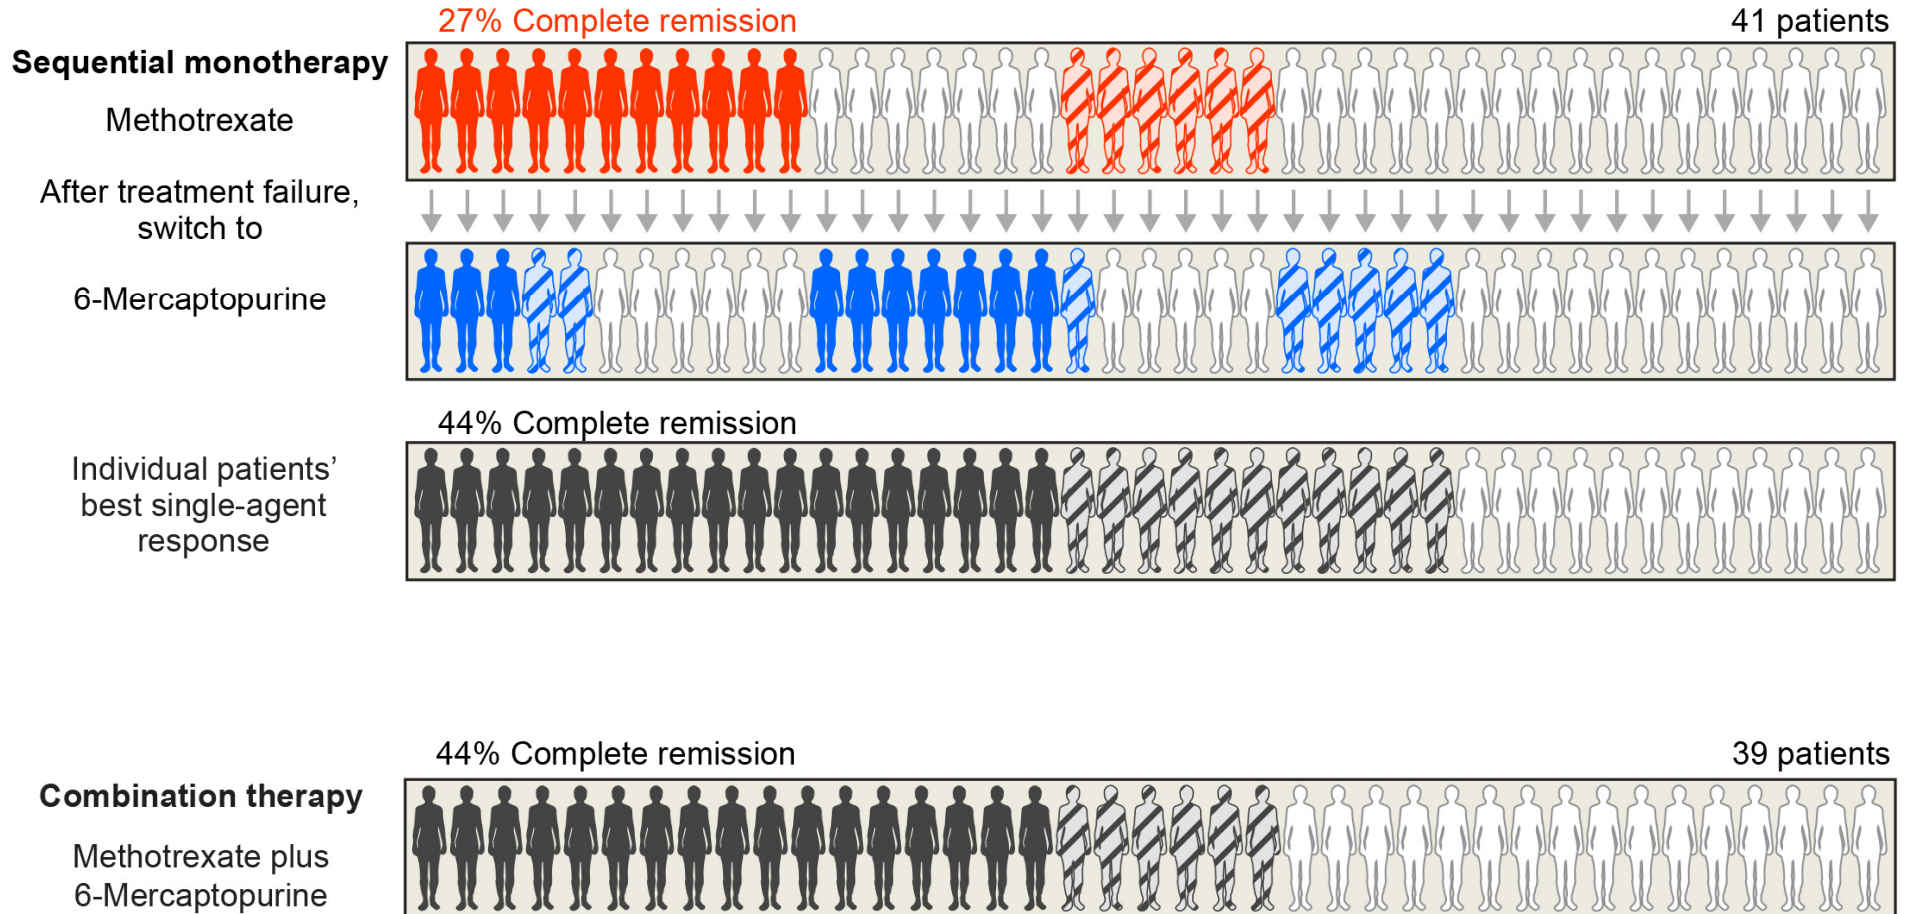 27% Complete remission
41 patients
Sequential monotherapy
Methotrexate
After treatment failure,
switch to
6-Mercaptopurine
44% Complete remission
Individual patients’
best single-agent
response
44% Complete remission
39 patients
Combination therapy
Methotrexate plus
6-Mercaptopurine